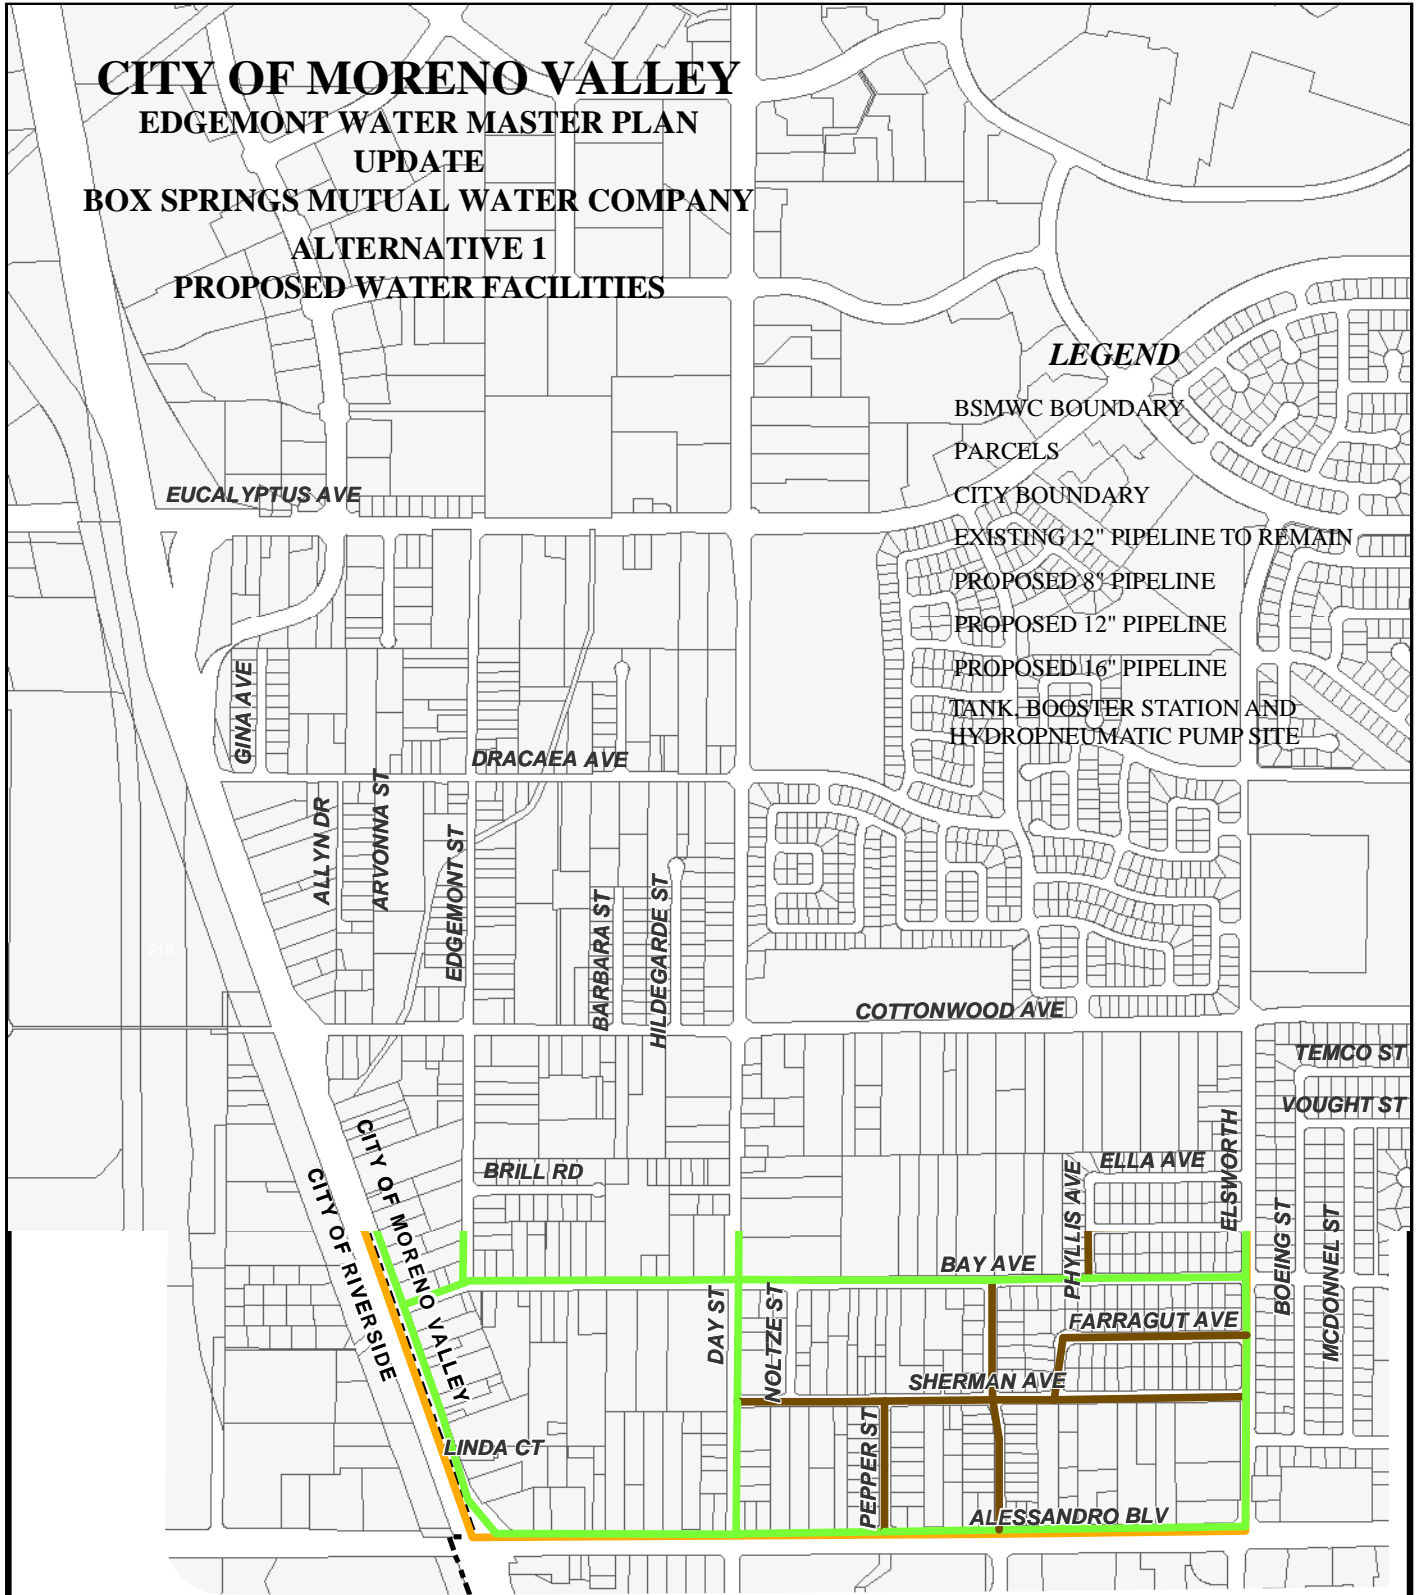 CITY OF MORENO VALLEY
EDGEMONT WATER MASTER PLAN
UPDATE
BOX SPRINGS MUTUAL WATER COMPANY
ALTERNATIVE 1
PROPOSED WATER FACILITIES
LEGEND
BSMWC BOUNDARY
PARCELS
CITY BOUNDARY
EXISTING 12" PIPELINE TO REMAIN
PROPOSED 8" PIPELINE
PROPOSED 12" PIPELINE
PROPOSED 16" PIPELINE
TANK, BOOSTER STATION AND
HYDROPNEUMATIC PUMP SITE
EUCALYPTUS AVE
GINA AVE
DRACAEA AVE
ALLYN DR
ARVONNA ST
EDGEMONT ST
BARBARA ST
HILDEGARDE ST
215
COTTONWOOD AVE
TEMCO ST
VOUGHT ST
CITY OF MORENO VALLEY
CITY OF RIVERSIDE
BRILL RD
ELLA AVE
PHYLLIS AVE
ELSWORTH
BOEING ST
MCDONNEL ST
BAY AVE
DAY ST
NOLTZE ST
FARRAGUT AVE
SHERMAN AVE
LINDA CT
PEPPER ST
ALESSANDRO BLV